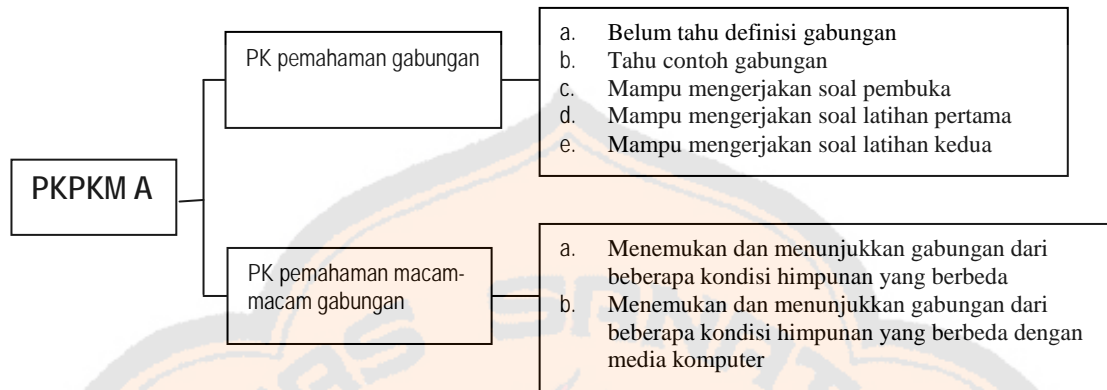 PKPKM A
PK pemahaman gabungan
a. Belum tahu definisi gabungan
b. Tahu contoh gabungan
c. Mampu mengerjakan soal pembuka
d. Mampu mengerjakan soal latihan pertama
e. Mampu mengerjakan soal latihan kedua
PK pemahaman macam-
macam gabungan
a. Menemukan dan menunjukkan gabungan dari
beberapa kondisi himpunan yang berbeda
b. Menemukan dan menunjukkan gabungan dari
beberapa kondisi himpunan yang berbeda dengan
media komputer